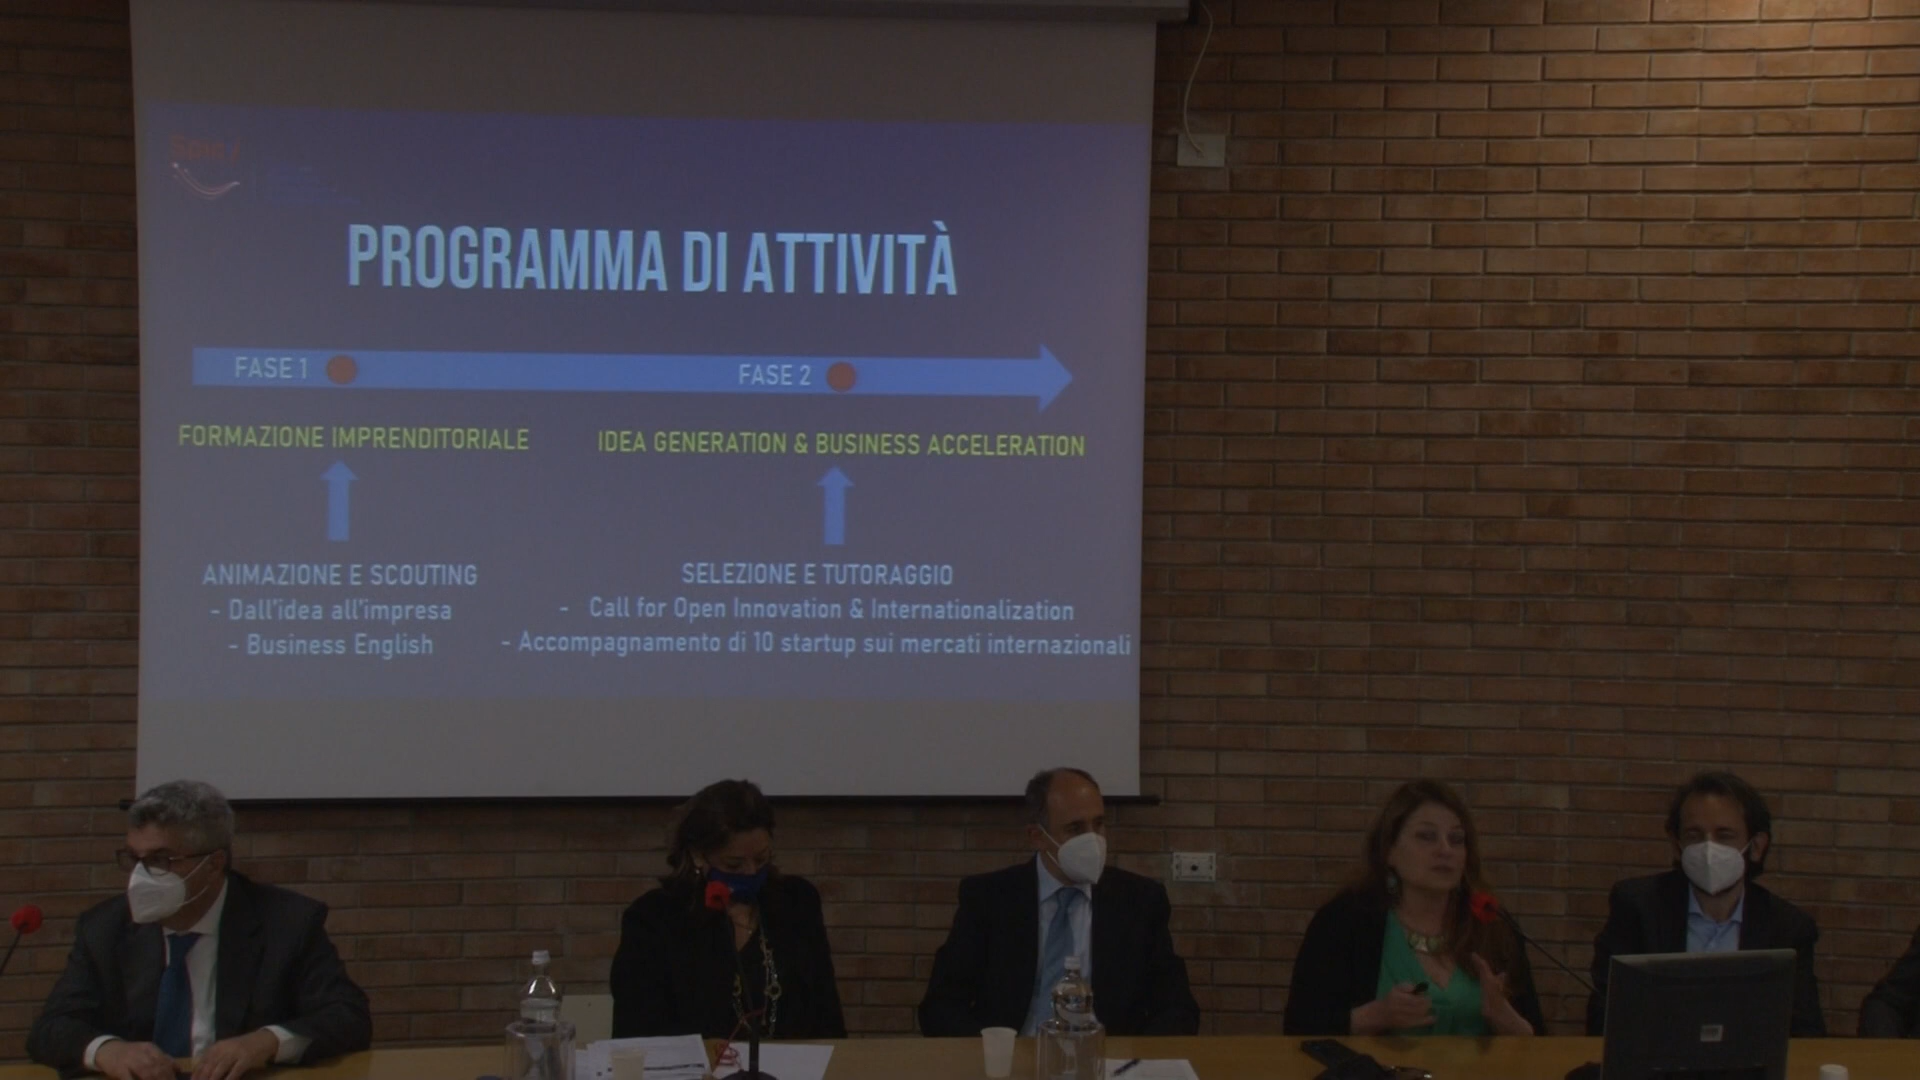 PROGRAMMA DI ATTIVITÀ
FASE 1
FASE 2
FORMAZIONE IMPRENDITORIALE
IDEA GENERATION & BUSINESS ACCELERATION
ANIMAZIONE E SCOUTING
- Dall'idea all'impresa
- Business English
SELEZIONE E TUTORAGGIO
- Call for Open Innovation & Internationalization
- Accompagnamento di 10 startup sui mercati internazionali